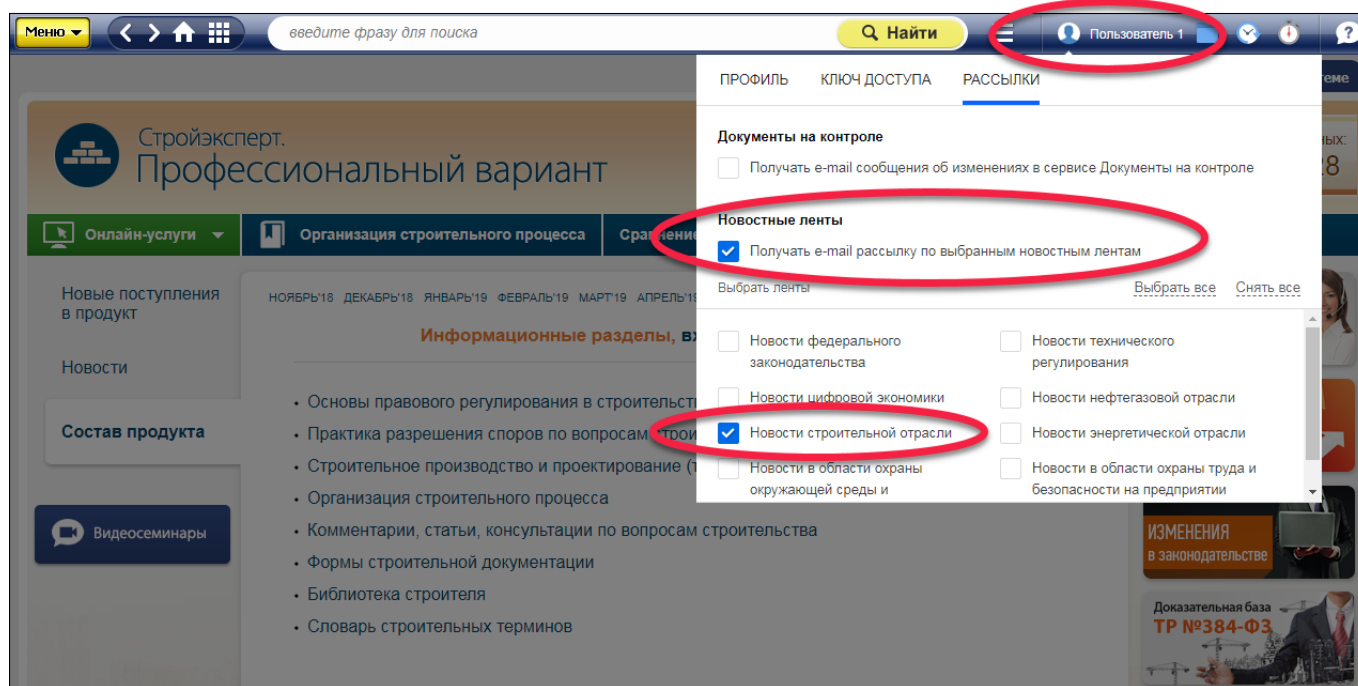 Меню
введите фразу для поиска
Найти
Пользователь 1
?
ПРОФИЛЬ КЛЮЧ ДОСТУПА РАССЫЛКИ
еме
Документы на контроле
Получать e-mail сообщения об изменениях в сервисе Документы на контроле
Новостные ленты
Получать e-mail рассылку по выбранным новостным лентам
Выбрать ленты
Выбрать все Снять все
Новости федерального
законодательства
Новости технического
регулирования
Новости цифровой экономики
Новости нефтегазовой отрасли
Новости строительной отрасли
Новости энергетической отрасли
Новости в области охраны
окружающей среды и
Новости в области охраны труда и
безопасности на предприятии
Стройэксперт.
Профессиональный вариант
ных:
28
Онлайн-услуги
Организация строительного процесса
Сравнение
Новые поступления
в продукт
Новости
Состав продукта
Видеосеминары
НОЯБРЬ'18 ДЕКАБРЬ'18 ЯНВАРЬ'19 ФЕВРАЛЬ'19 МАРТ'19 АПРЕЛЬ'19
Информационные разделы, в
• Основы правового регулирования в строительст
• Практика разрешения споров по вопросам строи
• Строительное производство и проектирование (
• Организация строительного процесса
• Комментарии, статьи, консультации по вопросам строительства
• Формы строительной документации
• Библиотека строителя
• Словарь строительных терминов
ИЗМЕНЕНИЯ
в законодательстве
Доказательная база
ТР №384-ФЗ